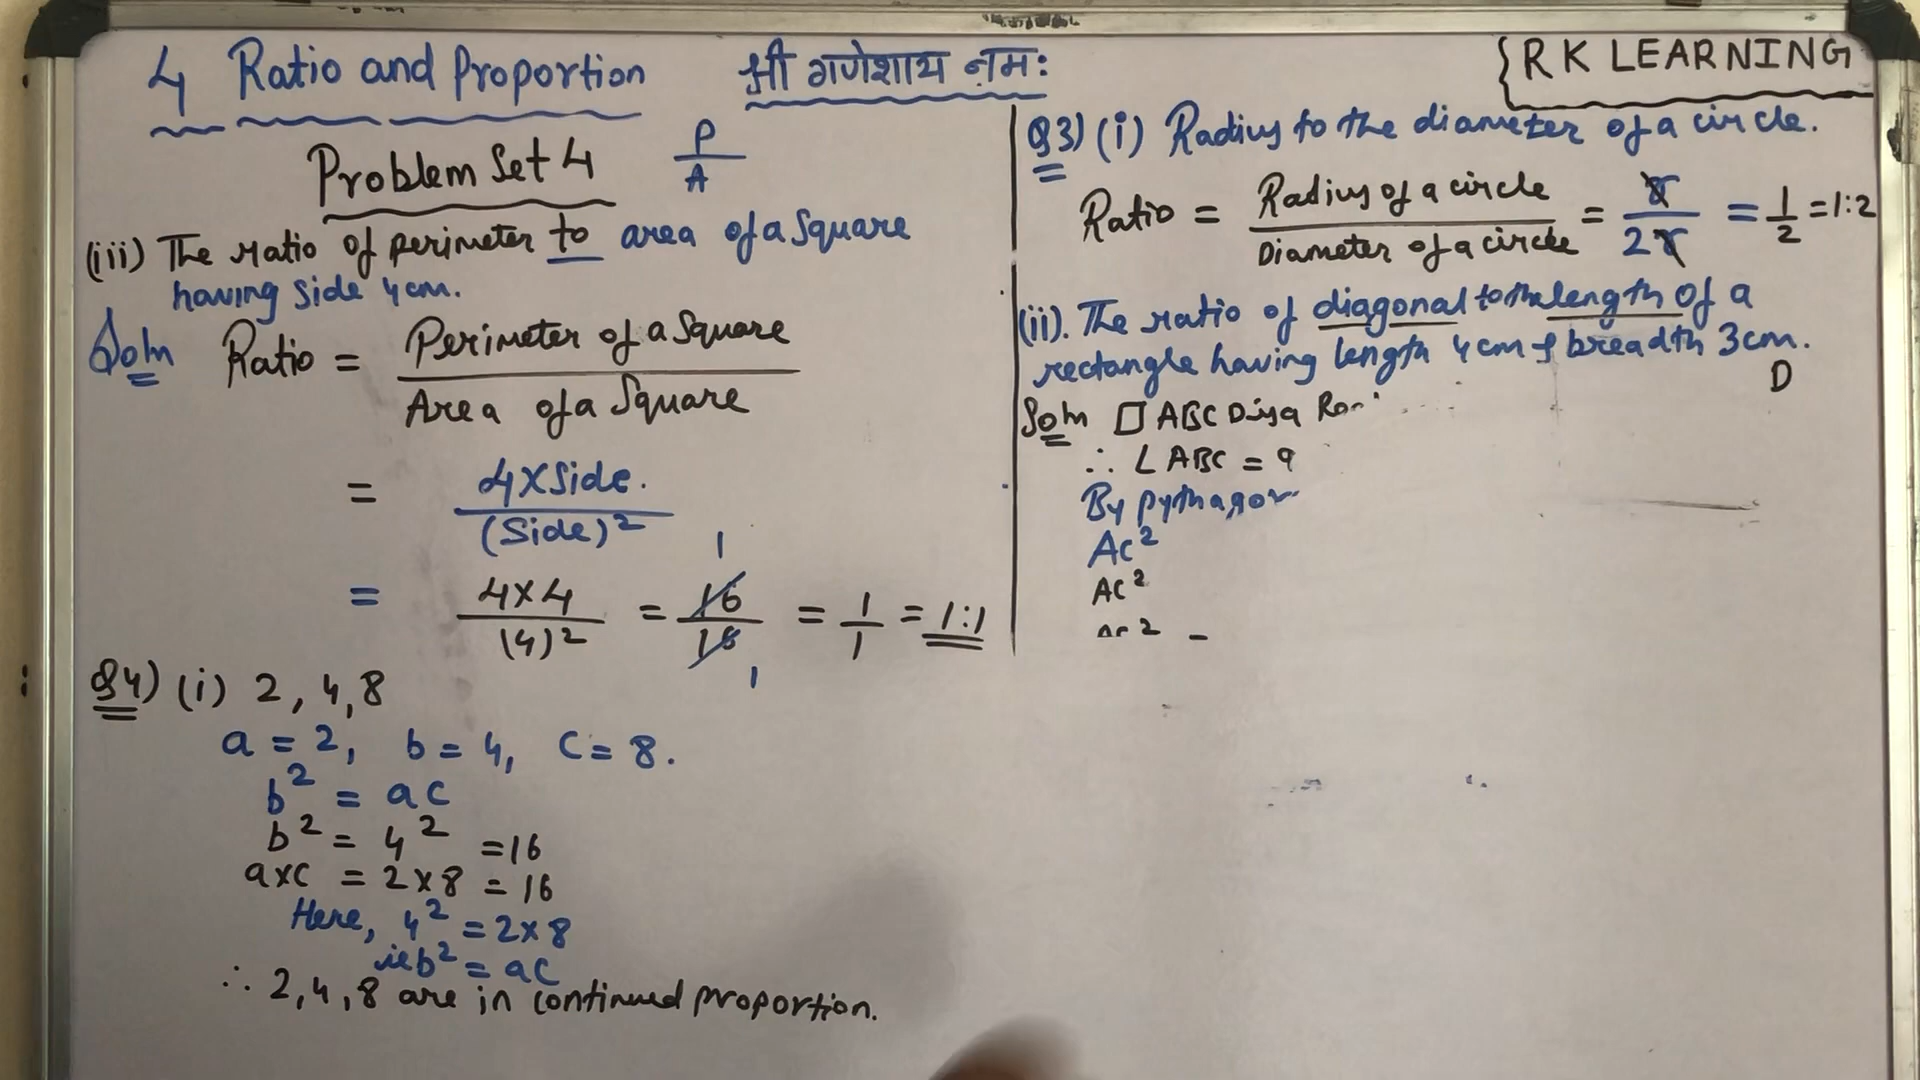 4 Ratio and Proportion श्री गणेशाय नमः
{RK LEARNING
Problem Set 4 P/A
(iii) The ratio of perimeter to area of a square
having side 4cm.
Soln Ratio = Perimeter of a Square / Area of a Square
= 4×Side. / (Side)²
= 4×4 / (4)² = 16/16 = 1/1 = 1:1
1
1
Q4) (i) 2, 4, 8
a = 2, b = 4, c = 8.
b² = ac
b² = 4² = 16
a×c = 2×8 = 16
Here, 4² = 2×8
ie b² = ac
∴ 2, 4, 8 are in continued proportion.
Q3) (i) Radius to the diameter of a circle.
Ratio = Radius of a circle / Diameter of a circle = r/2r = 1/2 = 1:2
(ii). The ratio of diagonal to the length of a
rectangle having length 4cm & breadth 3cm.
D
Soln □ ABCD is a
∴ ∠ABC = 9
By
AC²
AC²